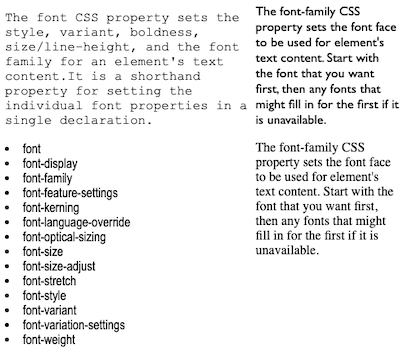 The font CSS property sets the
style, variant, boldness,
size/line-height, and the font
family for an element's text
content.It is a shorthand
property for setting the
individual font properties in a
single declaration.
• font
• font-display
• font-family
• font-feature-settings
• font-kerning
• font-language-override
• font-optical-sizing
• font-size
• font-size-adjust
• font-stretch
• font-style
• font-variant
• font-variation-settings
• font-weight
The font-family CSS
property sets the font face
to be used for element's
text content. Start with
the font that you want
first, then any fonts that
might fill in for the first if it
is unavailable.
The font-family CSS
property sets the font face
to be used for element's
text content. Start with the
font that you want first,
then any fonts that might
fill in for the first if it is
unavailable.